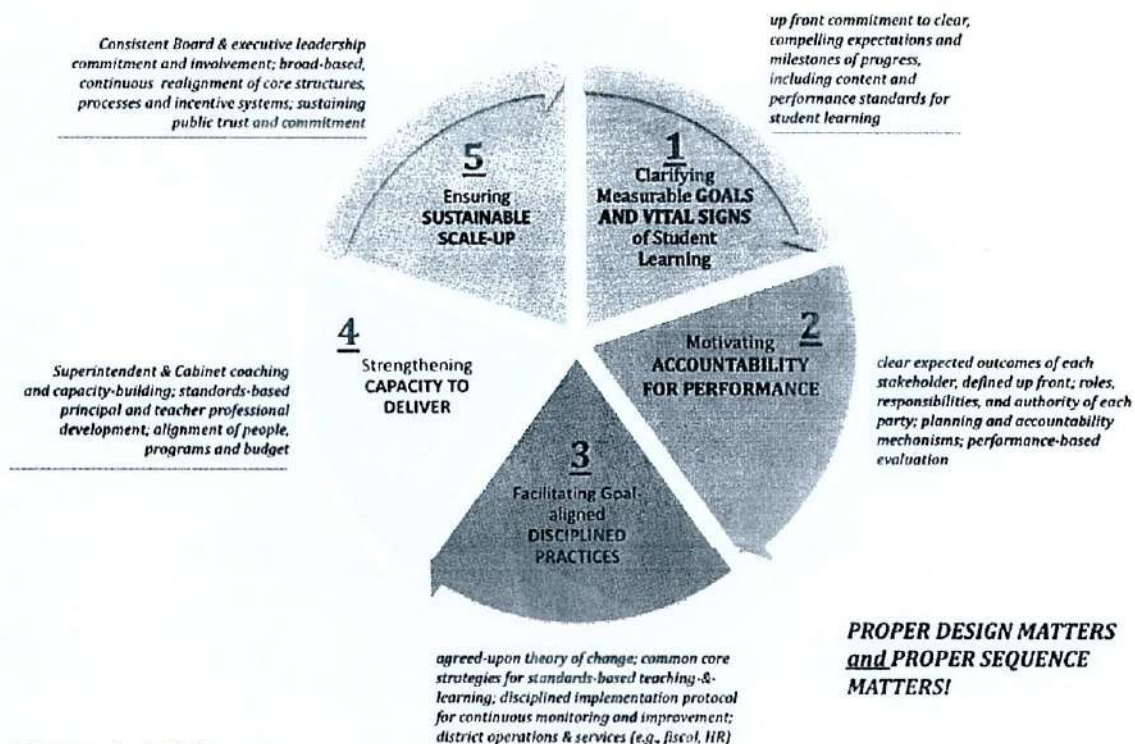 Consistent Board & executive leadership
commitment and involvement; broad-based,
continuous realignment of core structures,
processes and incentive systems; sustaining
public trust and commitment
up front commitment to clear,
compelling expectations and
milestones of progress,
including content and
performance standards for
student learning
5
Ensuring
SUSTAINABLE
SCALE-UP
1
Clarifying
Measurable GOALS
AND VITAL SIGNS
of Student
Learning
4
Strengthening
CAPACITY TO
DELIVER
Superintendent & Cabinet coaching
and capacity-building; standards-based
principal and teacher professional
development; alignment of people,
programs and budget
2
Motivating
ACCOUNTABILITY
FOR PERFORMANCE
clear expected outcomes of each
stakeholder, defined up front; roles,
responsibilities, and authority of each
party; planning and accountability
mechanisms; performance-based
evaluation
3
Facilitating Goal-
aligned
DISCIPLINED
PRACTICES
agreed-upon theory of change; common core
strategies for standards-based teaching-&-
learning; disciplined implementation protocol
for continuous monitoring and improvement;
district operations & services (e.g., fiscal, HR)
PROPER DESIGN MATTERS
and PROPER SEQUENCE
MATTERS!